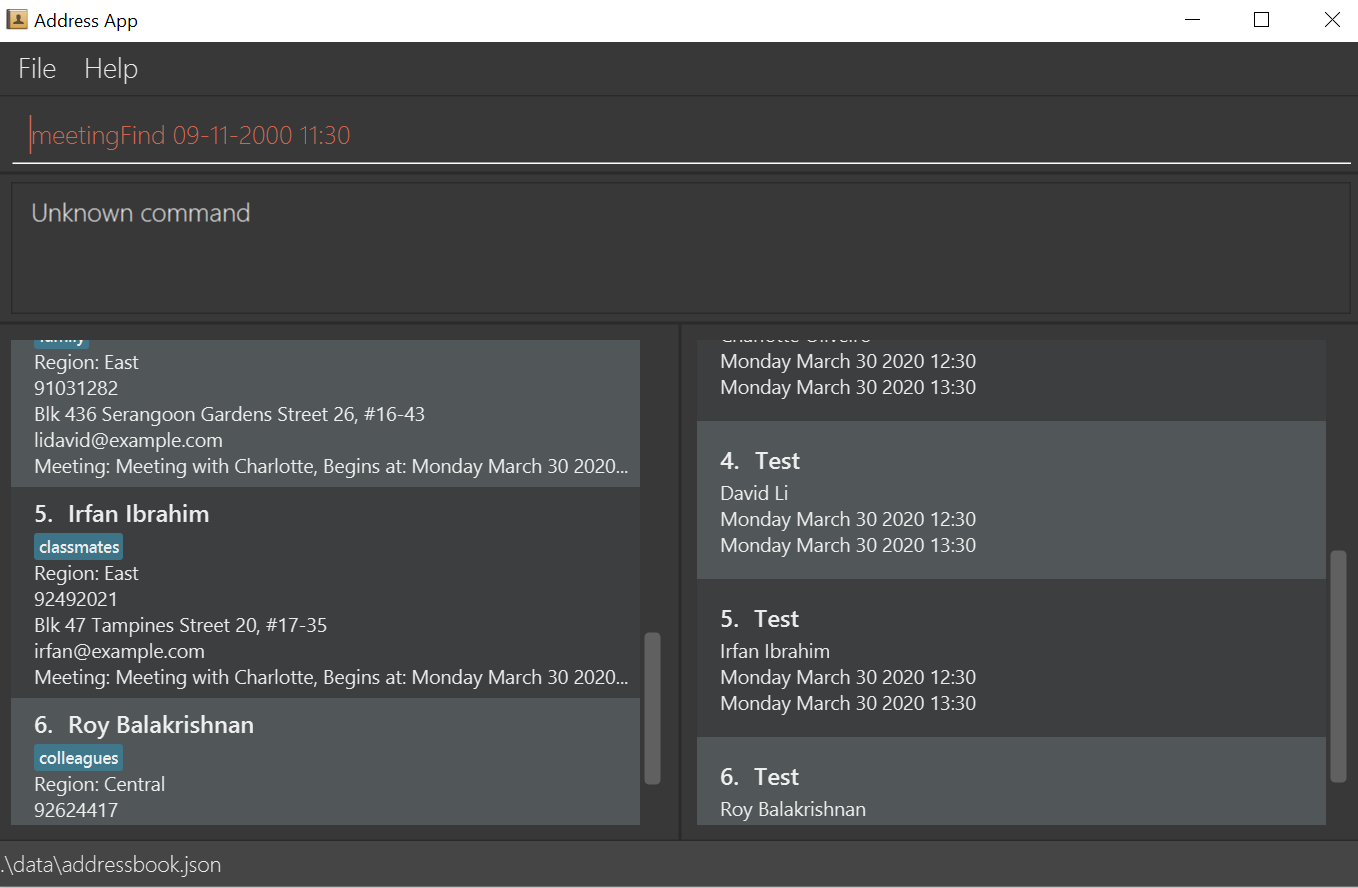 Address App
File Help
meetingFind 09-11-2000 11:30
Unknown command
family
Region: East
91031282
Blk 436 Serangoon Gardens Street 26, #16-43
lidavid@example.com
Meeting: Meeting with Charlotte, Begins at: Monday March 30 2020...
5. Irfan Ibrahim
classmates
Region: East
92492021
Blk 47 Tampines Street 20, #17-35
irfan@example.com
Meeting: Meeting with Charlotte, Begins at: Monday March 30 2020...
6. Roy Balakrishnan
colleagues
Region: Central
92624417
Charlotte Oliveiro
Monday March 30 2020 12:30
Monday March 30 2020 13:30
4. Test
David Li
Monday March 30 2020 12:30
Monday March 30 2020 13:30
5. Test
Irfan Ibrahim
Monday March 30 2020 12:30
Monday March 30 2020 13:30
6. Test
Roy Balakrishnan
.\data\addressbook.json